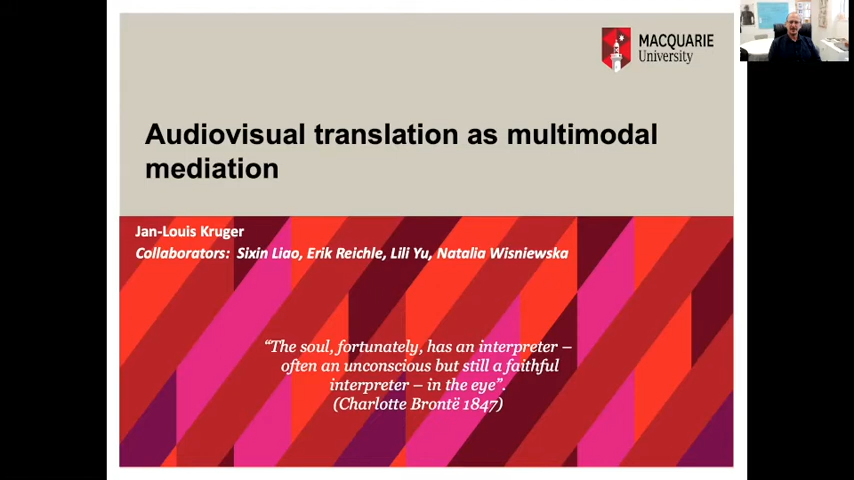 MACQUARIE
University
Audiovisual translation as multimodal
mediation
Jan-Louis Kruger
Collaborators: Sixin Liao, Erik Reichle, Lili Yu, Natalia Wisniewska
“The soul, fortunately, has an interpreter –
often an unconscious but still a faithful
interpreter – in the eye”.
(Charlotte Brontë 1847)